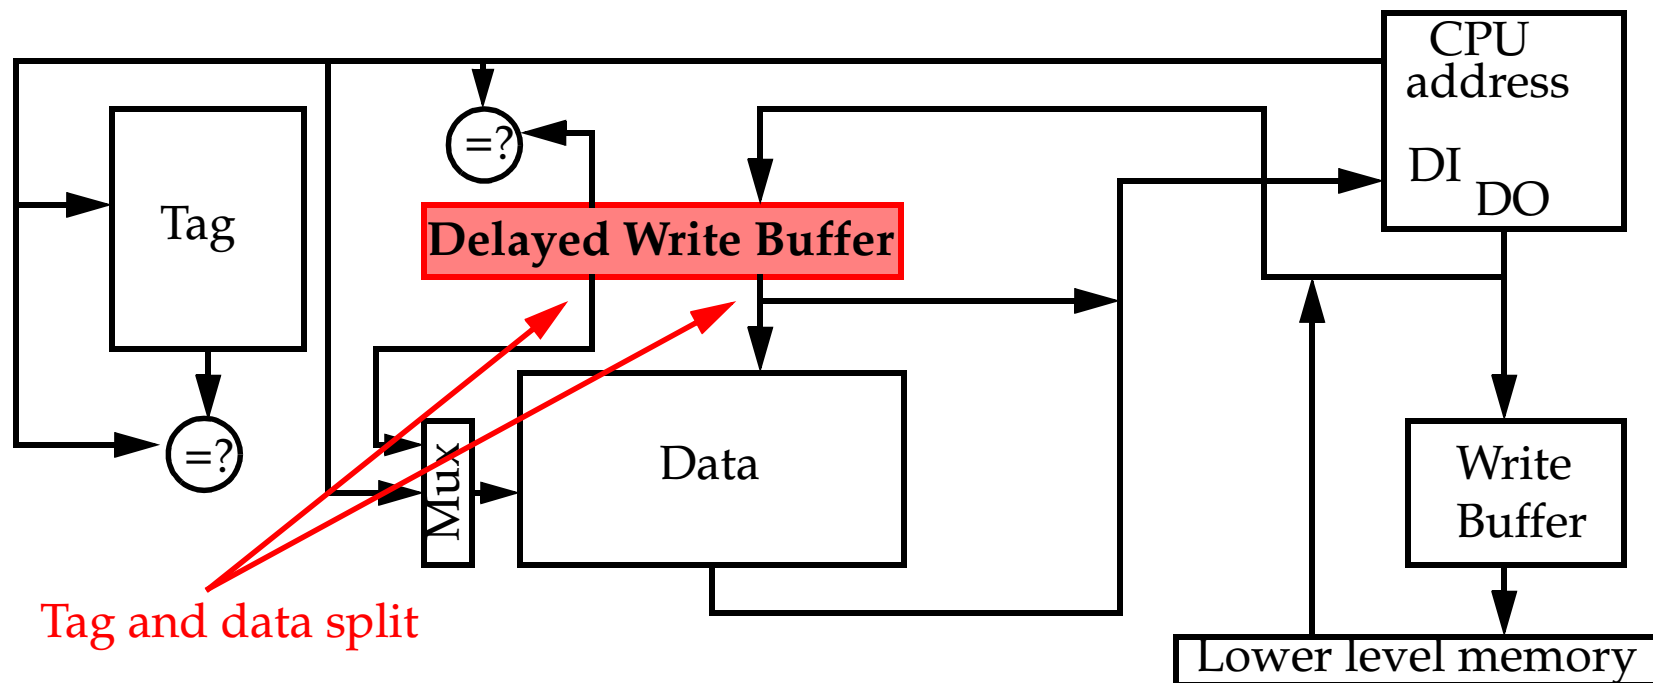 CPU
address
=?
DI
DO
Tag
Delayed Write Buffer
=?
Mux
Data
Write
Buffer
Tag and data split
Lower level memory